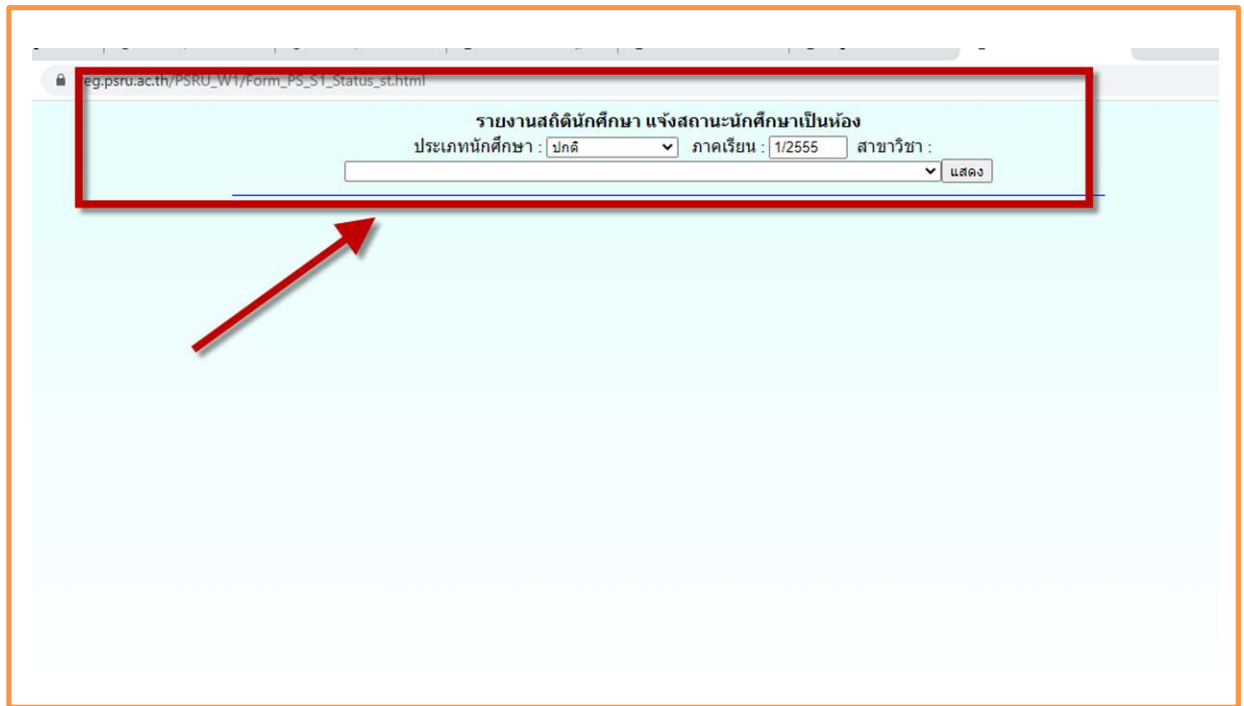 eg.psru.ac.th/PSRU_W1/Form_PS_S1_Status_st.html
รายงานสถิตินักศึกษา แจ้งสถานะนักศึกษาเป็นห้อง
ประเภทนักศึกษา : ปกติ ภาคเรียน : 1/2555 สาขาวิชา :
แสดง